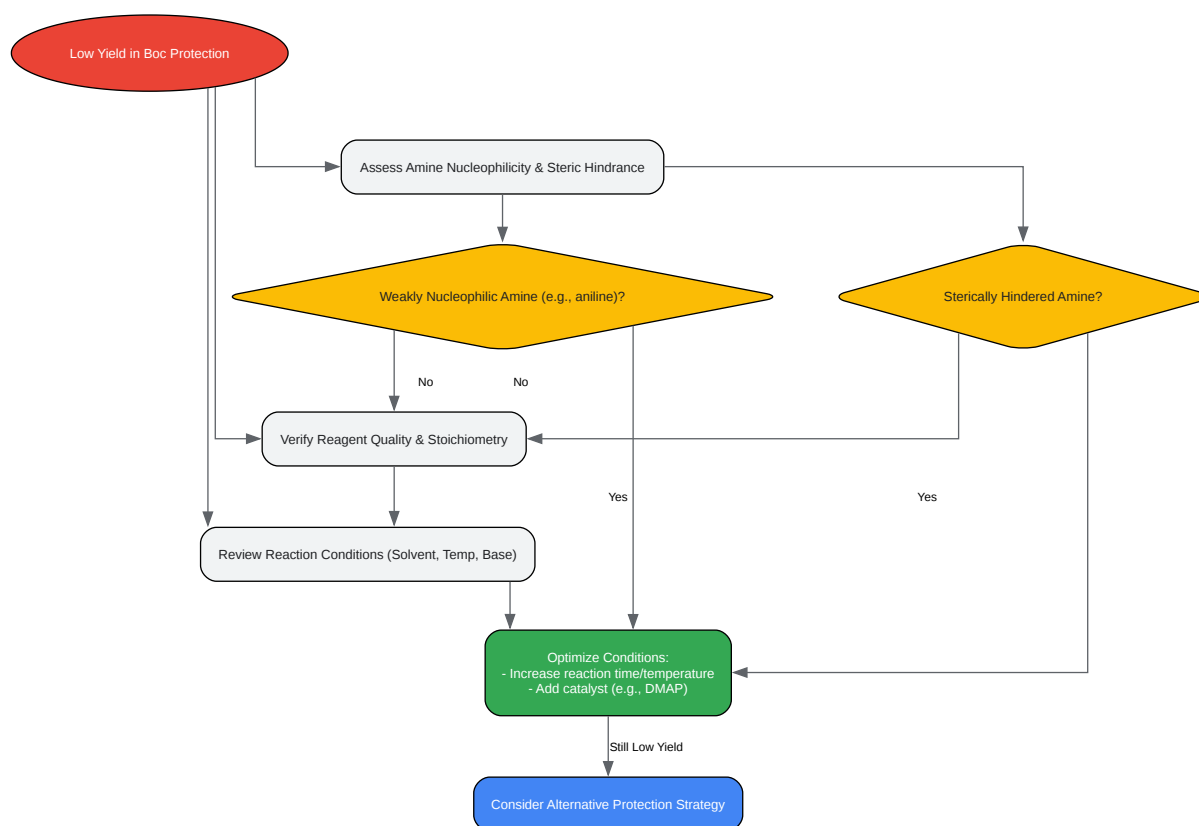 Low Yield in Boc Protection
Assess Amine Nucleophilicity & Steric Hindrance
Weakly Nucleophilic Amine (e.g., aniline)?
Sterically Hindered Amine?
No
No
Verify Reagent Quality & Stoichiometry
Yes
Yes
Review Reaction Conditions (Solvent, Temp, Base)
Optimize Conditions:
- Increase reaction time/temperature
- Add catalyst (e.g., DMAP)
Still Low Yield
Consider Alternative Protection Strategy